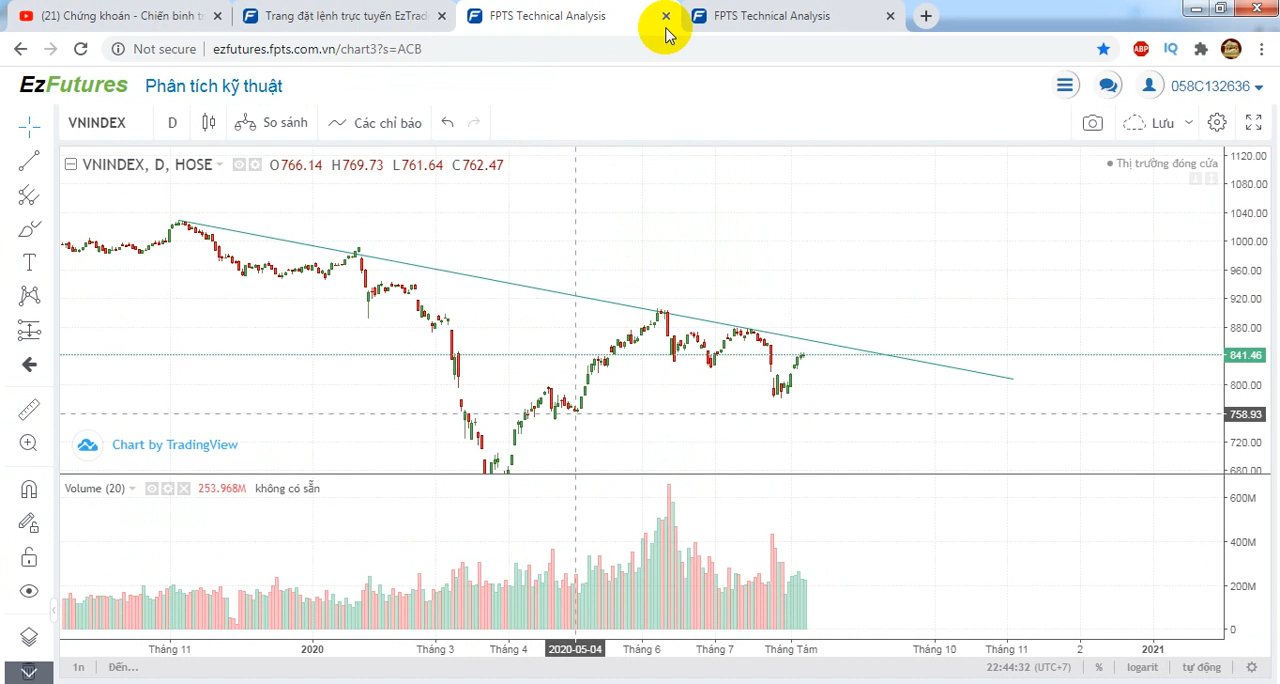 (21) Chứng khoán - Chiến binh t
Trang đặt lệnh trực tuyến EzTrad
FPTS Technical Analysis
FPTS Technical Analysis
Not secure
ezfutures.fpts.com.vn/chart3?s=ACB
ABP
IQ
EzFutures
Phân tích kỹ thuật
058C132636
VNINDEX
D
So sánh
Các chỉ báo
Lưu
VNINDEX, D, HOSE
O766.14 H769.73 L761.64 C762.47
Thị trường đóng cửa
1120.00
1080.00
1040.00
1000.00
960.00
920.00
880.00
841.46
800.00
758.93
720.00
680.00
Chart by TradingView
Volume (20)
253.968M
không có sẵn
600M
400M
200M
0
Tháng 11
2020
Tháng 3
Tháng 4
2020-05-04
Tháng 6
Tháng 7
Tháng Tám
Tháng 10
Tháng 11
2
2021
1n
Đến...
22:44:32 (UTC+7)
%
logarit
tự động